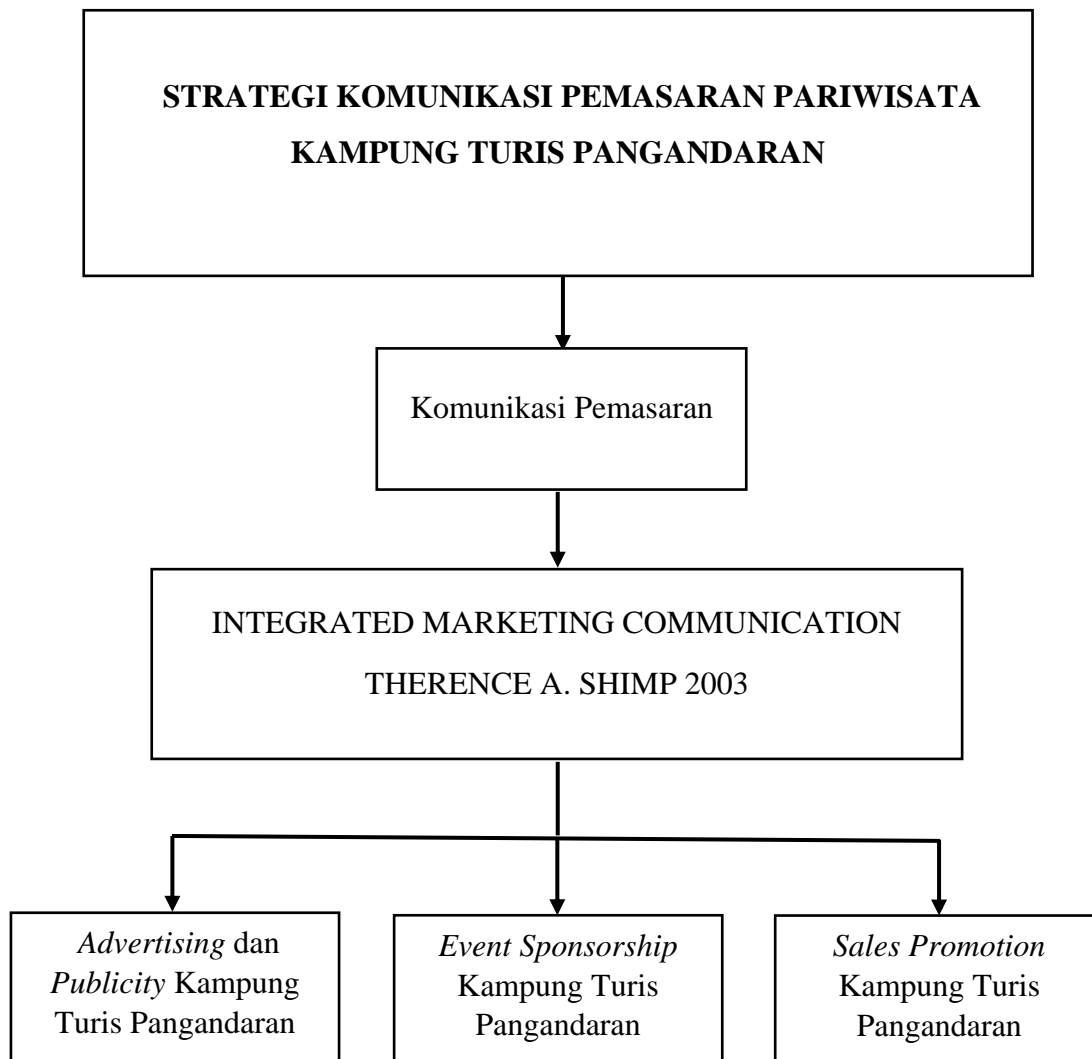 STRATEGI KOMUNIKASI PEMASARAN PARIWISATA
KAMPUNG TURIS PANGANDARAN
Komunikasi Pemasaran
INTEGRATED MARKETING COMMUNICATION
THERENCE A. SHIMP 2003
Advertising dan
Publicity Kampung
Turis Pangandaran
Event Sponsorship
Kampung Turis
Pangandaran
Sales Promotion
Kampung Turis
Pangandaran